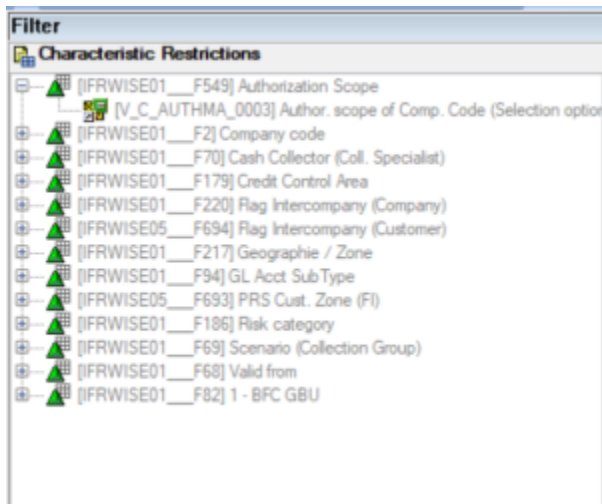 Filter
Characteristic Restrictions
[IFRWISE01___F549] Authorization Scope
[V_C_AUTHMA_0003] Author. scope of Comp. Code (Selection option
[IFRWISE01___F2] Company code
[IFRWISE01___F70] Cash Collector (Coll. Specialist)
[IFRWISE01___F179] Credit Control Area
[IFRWISE01___F220] Rag Intercompany (Company)
[IFRWISE05___F694] Rag Intercompany (Customer)
[IFRWISE01___F217] Geographie / Zone
[IFRWISE01___F94] GL Acct SubType
[IFRWISE05___F693] PRS Cust. Zone (FI)
[IFRWISE01___F186] Risk category
[IFRWISE01___F69] Scenario (Collection Group)
[IFRWISE01___F68] Valid from
[IFRWISE01___F82] 1 - BFC GBU